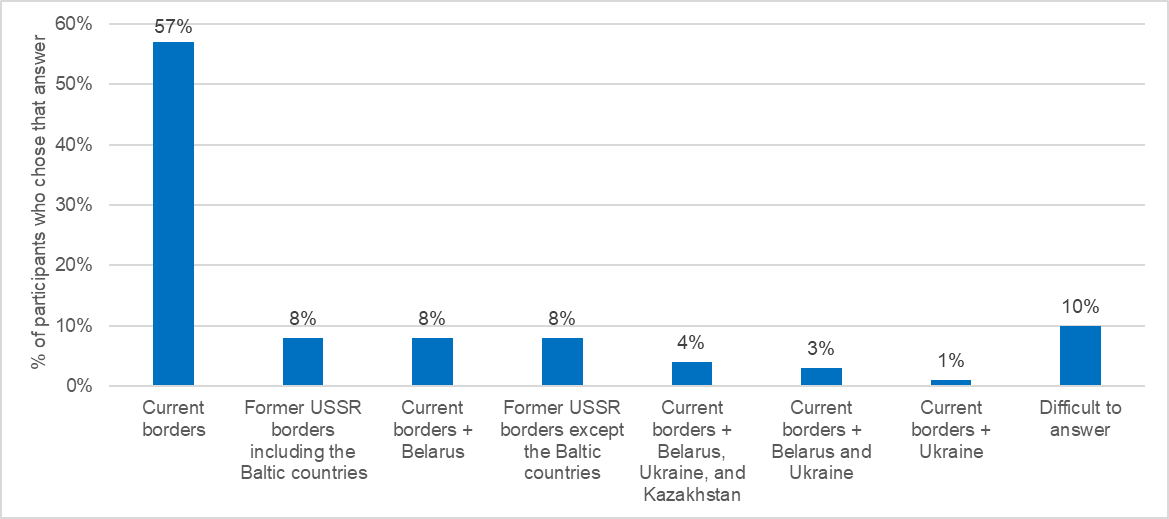 % of participants who chose that answer
60%
50%
40%
30%
20%
10%
0%
57%
8%
8%
8%
4%
3%
1%
10%
Current
borders
Former USSR
borders
including the
Baltic countries
Current
borders +
Belarus
Former USSR
borders except
the Baltic
countries
Current
borders +
Belarus,
Ukraine, and
Kazakhstan
Current
borders +
Belarus and
Ukraine
Current
borders +
Ukraine
Difficult to
answer